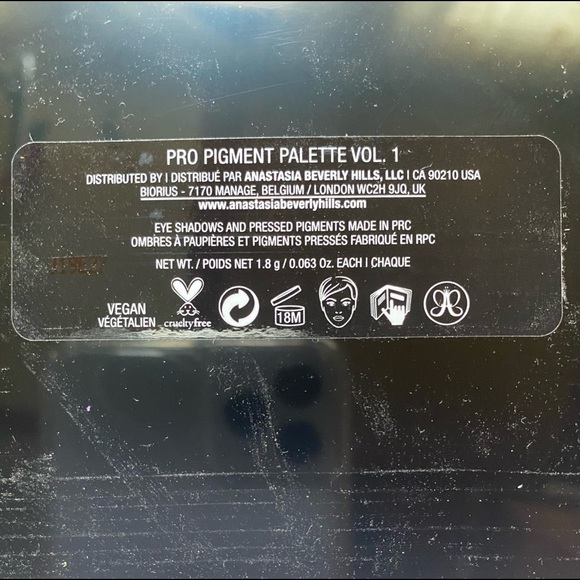 PRO PIGMENT PALETTE VOL. 1
DISTRIBUTED BY | DISTRIBUÉ PAR ANASTASIA BEVERLY HILLS, LLC | CA 90210 USA
BIORIUS - 7170 MANAGE, BELGIUM / LONDON WC2H 9JQ, UK
www.anastasiabeverlyhills.com
EYE SHADOWS AND PRESSED PIGMENTS MADE IN PRC
OMBRES À PAUPIÈRES ET PIGMENTS PRESSÉS FABRIQUÉ EN RPC
NET WT. / POIDS NET 1.8 g / 0.063 Oz. EACH | CHAQUE
VEGAN
VÉGÉTALIEN
crueltyfree
18M